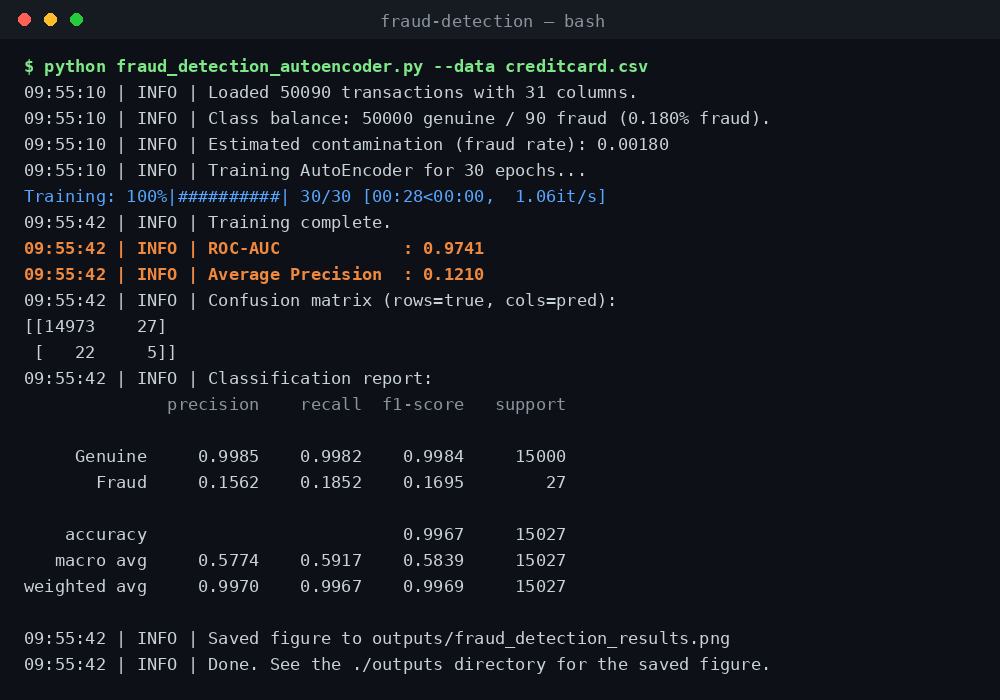 fraud-detection — bash
$ python fraud_detection_autoencoder.py --data creditcard.csv
09:55:10 | INFO | Loaded 50090 transactions with 31 columns.
09:55:10 | INFO | Class balance: 50000 genuine / 90 fraud (0.180% fraud).
09:55:10 | INFO | Estimated contamination (fraud rate): 0.00180
09:55:10 | INFO | Training AutoEncoder for 30 epochs...
Training: 100%|##########| 30/30 [00:28<00:00,  1.06it/s]
09:55:42 | INFO | Training complete.
09:55:42 | INFO | ROC-AUC            : 0.9741
09:55:42 | INFO | Average Precision  : 0.1210
09:55:42 | INFO | Confusion matrix (rows=true, cols=pred):
[[14973    27]
 [   22     5]]
09:55:42 | INFO | Classification report:
              precision    recall  f1-score   support
     Genuine     0.9985    0.9982    0.9984     15000
       Fraud     0.1562    0.1852    0.1695        27
    accuracy                         0.9967     15027
   macro avg     0.5774    0.5917    0.5839     15027
weighted avg     0.9970    0.9967    0.9969     15027
09:55:42 | INFO | Saved figure to outputs/fraud_detection_results.png
09:55:42 | INFO | Done. See the ./outputs directory for the saved figure.